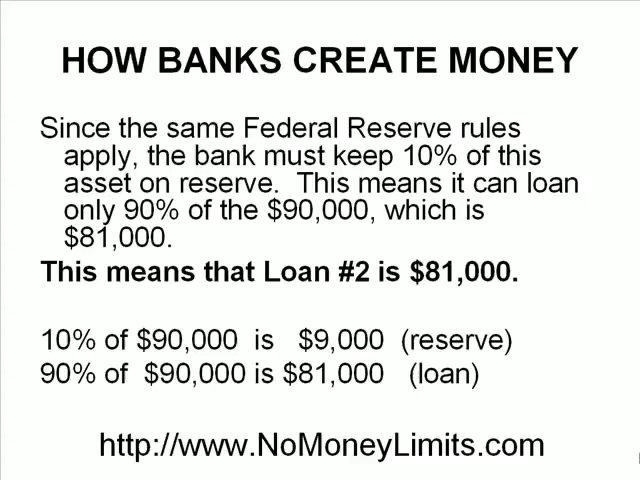 HOW BANKS CREATE MONEY
Since the same Federal Reserve rules
apply, the bank must keep 10% of this
asset on reserve.  This means it can loan
only 90% of the $90,000, which is
$81,000.
This means that Loan #2 is $81,000.
10% of $90,000  is   $9,000  (reserve)
90% of  $90,000 is $81,000   (loan)
http://www.NoMoneyLimits.com